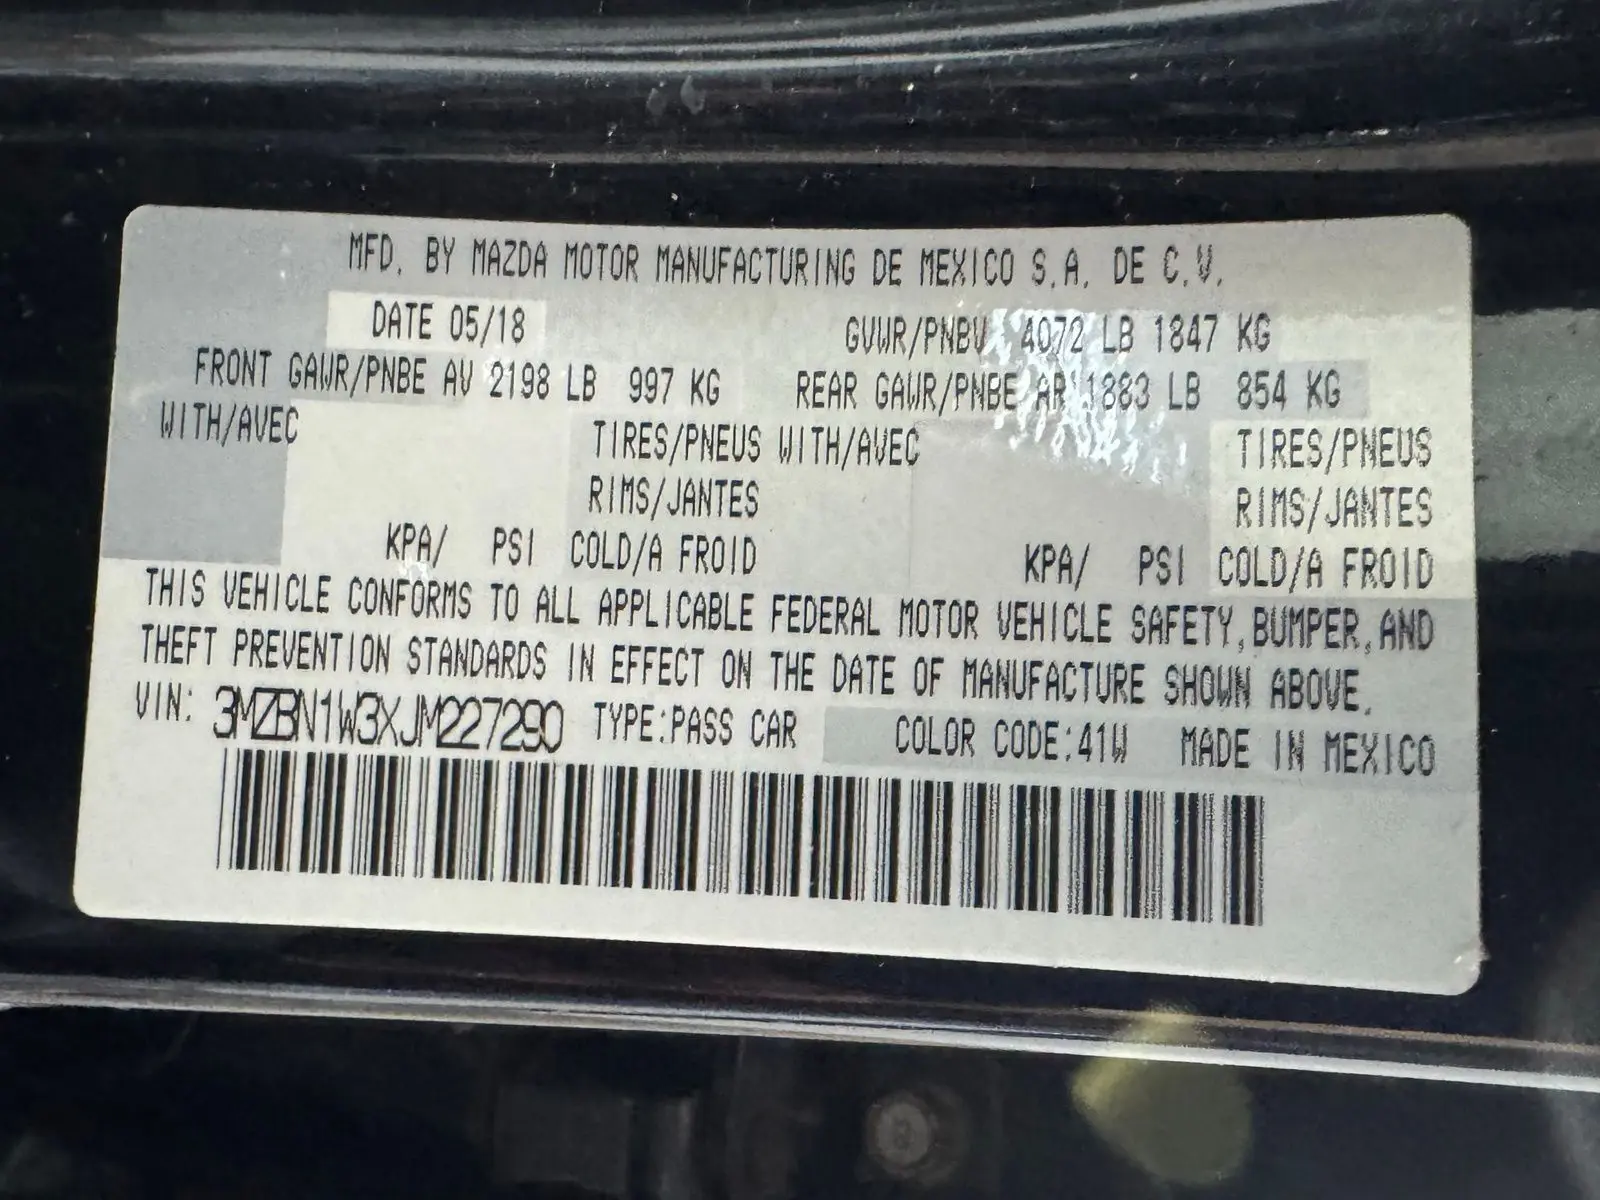 MFD. BY MAZDA MOTOR MANUFACTURING DE MEXICO S.A. DE C.V.
DATE 05/18 GVWR/PNBV 4072 LB 1847 KG
FRONT GAWR/PNBE AV 2198 LB 997 KG REAR GAWR/PNBE AR 1883 LB 854 KG
WITH/AVEC TIRES/PNEUS WITH/AVEC TIRES/PNEUS
RIMS/JANTES RIMS/JANTES
KPA/ PSI COLD/A FROID KPA/ PSI COLD/A FROID
THIS VEHICLE CONFORMS TO ALL APPLICABLE FEDERAL MOTOR VEHICLE SAFETY,BUMPER,AND
THEFT PREVENTION STANDARDS IN EFFECT ON THE DATE OF MANUFACTURE SHOWN ABOVE.
VIN: 3MZBN1W3XJM227290 TYPE:PASS CAR COLOR CODE:41W MADE IN MEXICO